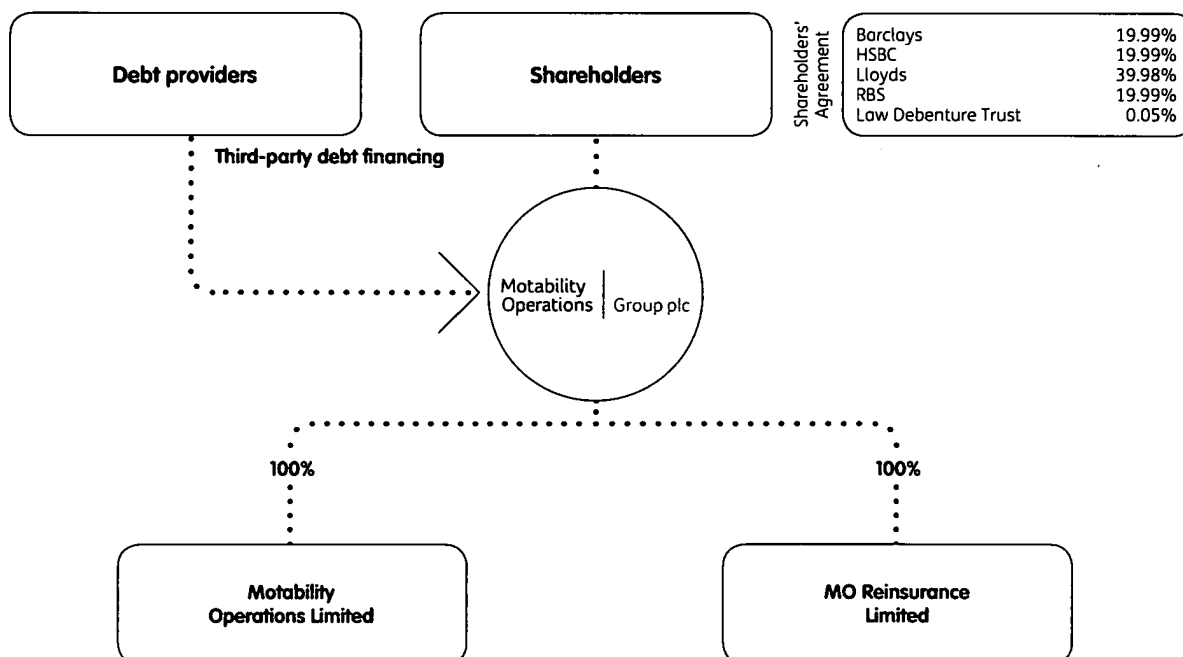 Debt providers
Shareholders
Shareholders'
Agreement
Barclays 19.99%
HSBC 19.99%
Lloyds 39.98%
RBS 19.99%
Law Debenture Trust 0.05%
Third-party debt financing
Motability
Operations
Group plc
100%
100%
Motability
Operations Limited
MO Reinsurance
Limited